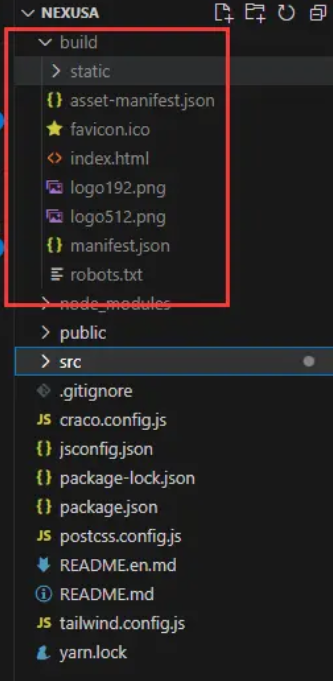 NEXUSA
build
static
asset-manifest.json
favicon.ico
index.html
logo192.png
logo512.png
manifest.json
robots.txt
node_modules
public
src
.gitignore
JS craco.config.js
{} jsconfig.json
{} package-lock.json
{} package.json
JS postcss.config.js
README.en.md
README.md
JS tailwind.config.js
yarn.lock